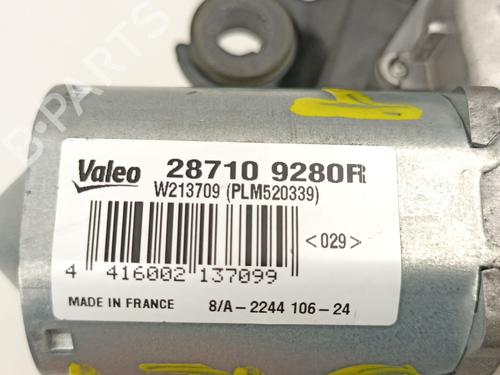 B-PARTS
Valeo 28710 9280R
W213709 (PLM520339)
<029>
4 416002 137099
MADE IN FRANCE 8/A-2244 106-24